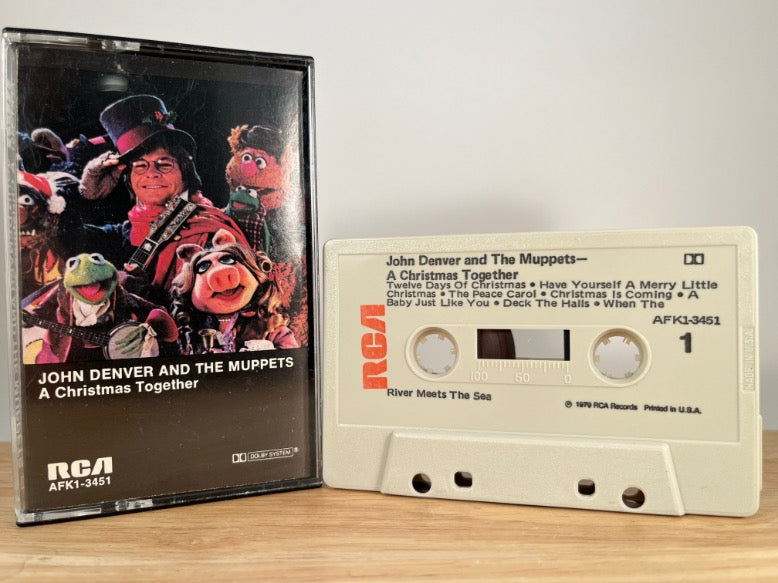 JOHN DENVER AND THE MUPPETS
A Christmas Together
RCA
AFK1-3451
DOLBY SYSTEM ®
John Denver and The Muppets—
A Christmas Together
Twelve Days Of Christmas • Have Yourself A Merry Little
Christmas • The Peace Carol • Christmas Is Coming • A
Baby Just Like You • Deck The Halls • When The
AFK1-3451
1
RCA
100 50 0
River Meets The Sea
℗ 1979 RCA Records Printed in U.S.A.
MADE IN U.S.A.